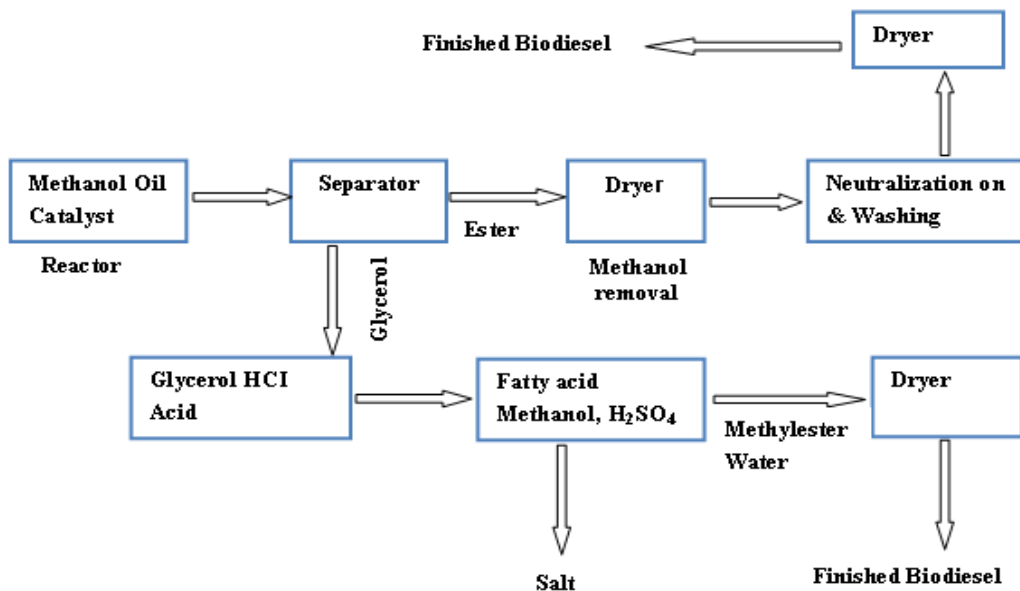 Finished Biodiesel
Dryer
Methanol Oil
Catalyst
Separator
Dryer
Neutralization on
& Washing
Reactor
Ester
Glycerol
Methanol
removal
Glycerol HCI
Acid
Fatty acid
Methanol, H₂SO₄
Dryer
Methylester
Water
Salt
Finished Biodiesel